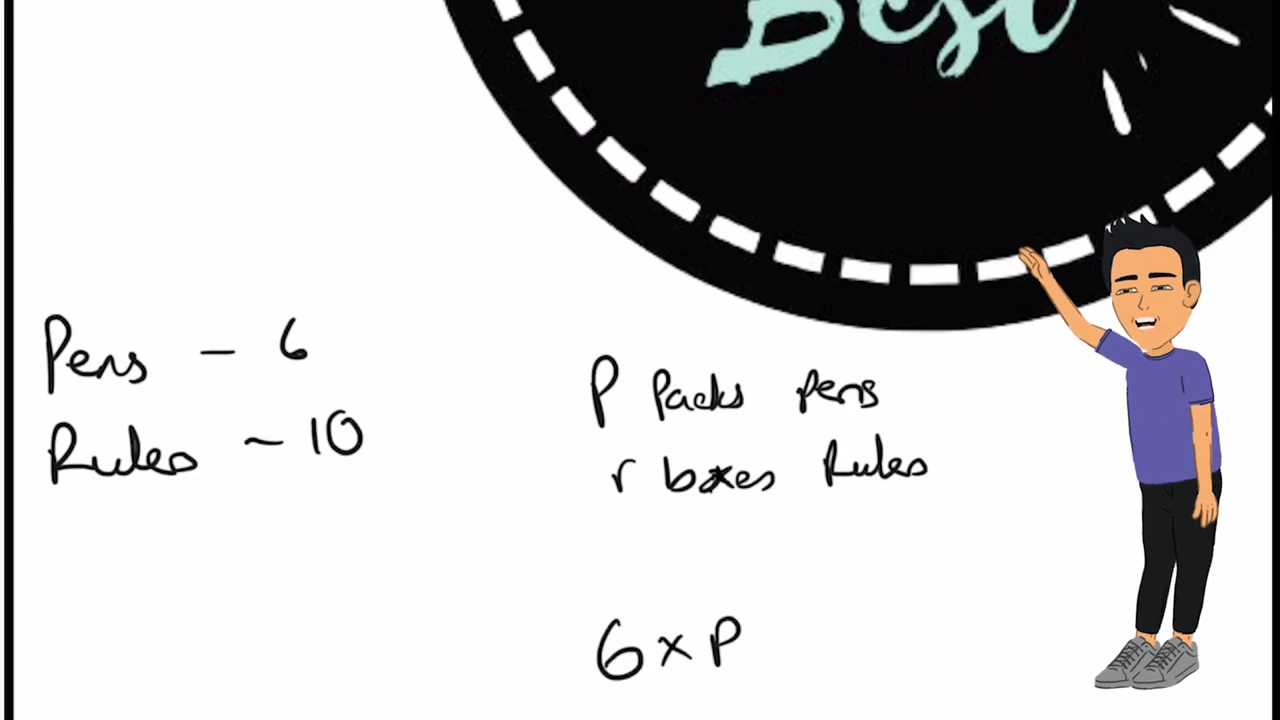 Best
Pens - 6
Rules ~ 10
P Packs pens
r boxes Rules
6 x P